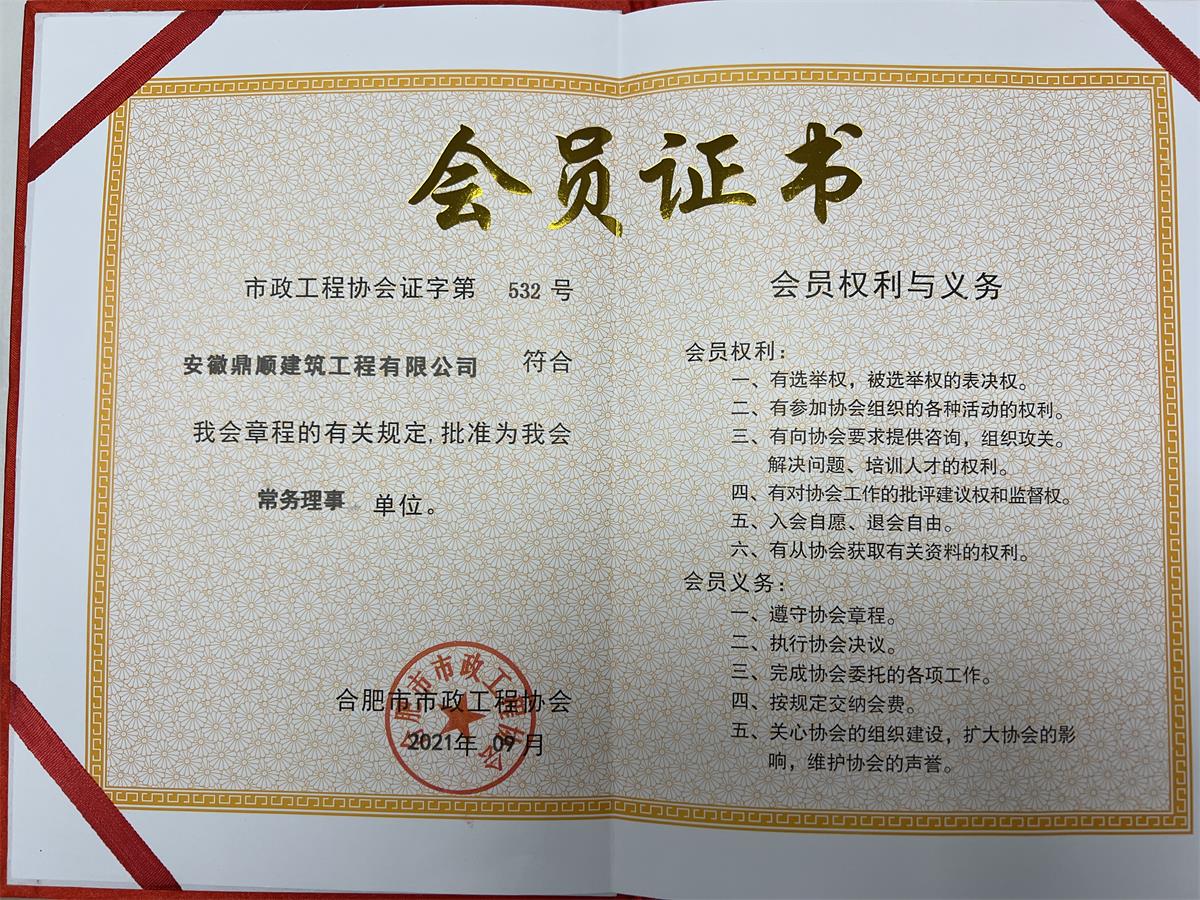 会员证书
市政工程协会证字第 532 号
安徽鼎顺建筑工程有限公司 符合
我会章程的有关规定,批准为我会
常务理事 单位。
合肥市市政工程协会
2021年 09 月
合肥市市政工程协会
会员权利与义务
会员权利：
一、有选举权，被选举权的表决权。
二、有参加协会组织的各种活动的权利。
三、有向协会要求提供咨询，组织攻关。
解决问题、培训人才的权利。
四、有对协会工作的批评建议权和监督权。
五、入会自愿、退会自由。
六、有从协会获取有关资料的权利。
会员义务：
一、遵守协会章程。
二、执行协会决议。
三、完成协会委托的各项工作。
四、按规定交纳会费。
五、关心协会的组织建设，扩大协会的影
响，维护协会的声誉。